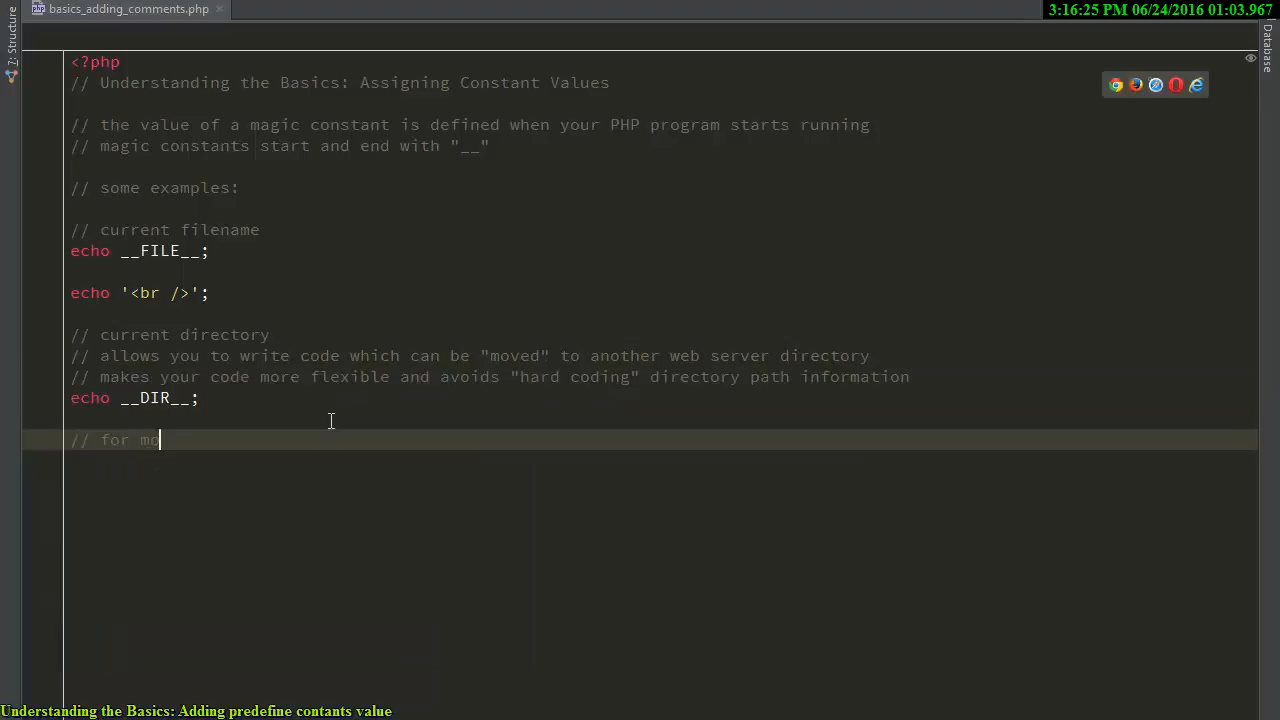 basics_adding_comments.php
3:16:25 PM 06/24/2016 01:03.967
7: Structure
Database
<?php
// Understanding the Basics: Assigning Constant Values
// the value of a magic constant is defined when your PHP program starts running
// magic constants start and end with "__"
// some examples:
// current filename
echo __FILE__;
echo '<br />';
// current directory
// allows you to write code which can be "moved" to another web server directory
// makes your code more flexible and avoids "hard coding" directory path information
echo __DIR__;
// for mo
Understanding the Basics: Adding predefine contants value